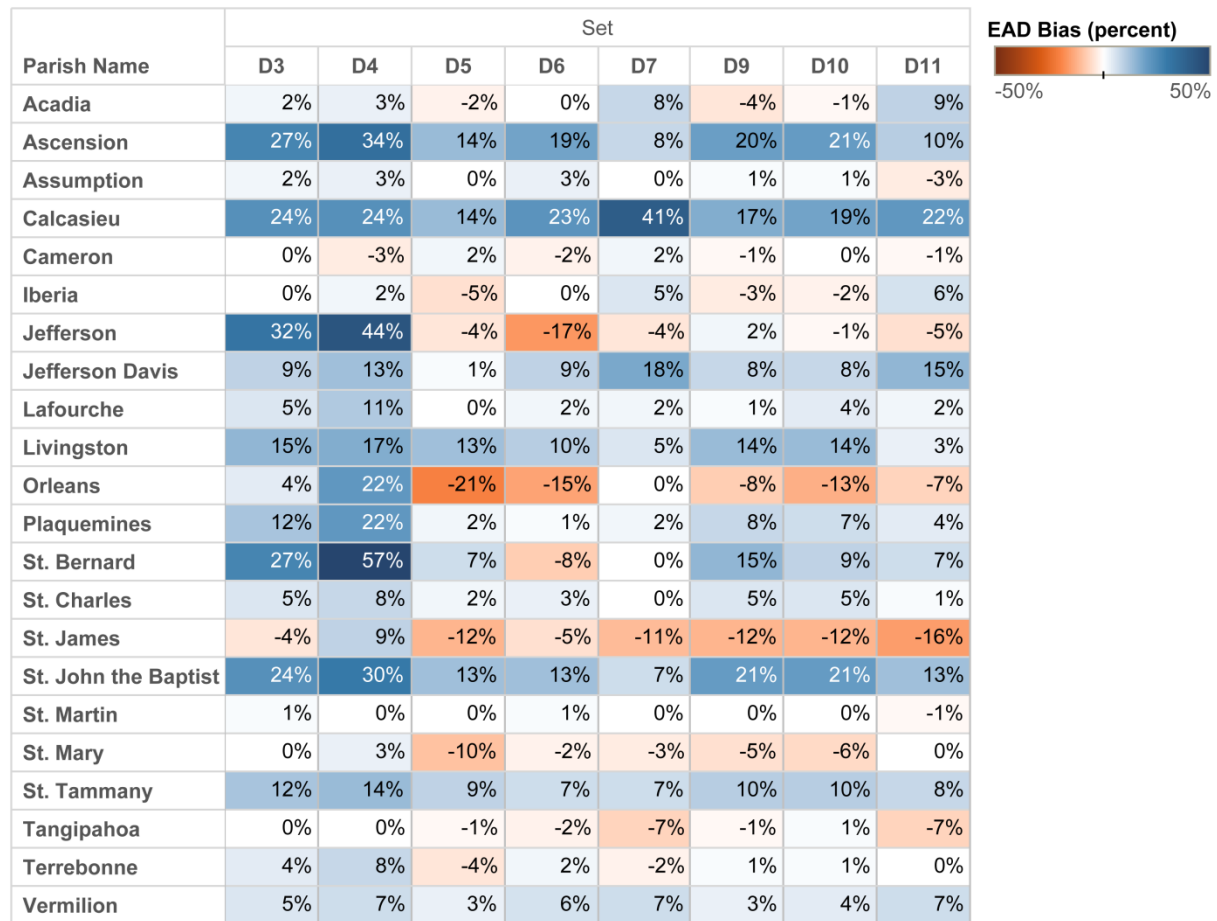 Set
Parish Name D3 D4 D5 D6 D7 D9 D10 D11
Acadia 2% 3% -2% 0% 8% -4% -1% 9%
Ascension 27% 34% 14% 19% 8% 20% 21% 10%
Assumption 2% 3% 0% 3% 0% 1% 1% -3%
Calcasieu 24% 24% 14% 23% 41% 17% 19% 22%
Cameron 0% -3% 2% -2% 2% -1% 0% -1%
Iberia 0% 2% -5% 0% 5% -3% -2% 6%
Jefferson 32% 44% -4% -17% -4% 2% -1% -5%
Jefferson Davis 9% 13% 1% 9% 18% 8% 8% 15%
Lafourche 5% 11% 0% 2% 2% 1% 4% 2%
Livingston 15% 17% 13% 10% 5% 14% 14% 3%
Orleans 4% 22% -21% -15% 0% -8% -13% -7%
Plaquemines 12% 22% 2% 1% 2% 8% 7% 4%
St. Bernard 27% 57% 7% -8% 0% 15% 9% 7%
St. Charles 5% 8% 2% 3% 0% 5% 5% 1%
St. James -4% 9% -12% -5% -11% -12% -12% -16%
St. John the Baptist 24% 30% 13% 13% 7% 21% 21% 13%
St. Martin 1% 0% 0% 1% 0% 0% 0% -1%
St. Mary 0% 3% -10% -2% -3% -5% -6% 0%
St. Tammany 12% 14% 9% 7% 7% 10% 10% 8%
Tangipahoa 0% 0% -1% -2% -7% -1% 1% -7%
Terrebonne 4% 8% -4% 2% -2% 1% 1% 0%
Vermilion 5% 7% 3% 6% 7% 3% 4% 7%
EAD Bias (percent)
-50% 50%